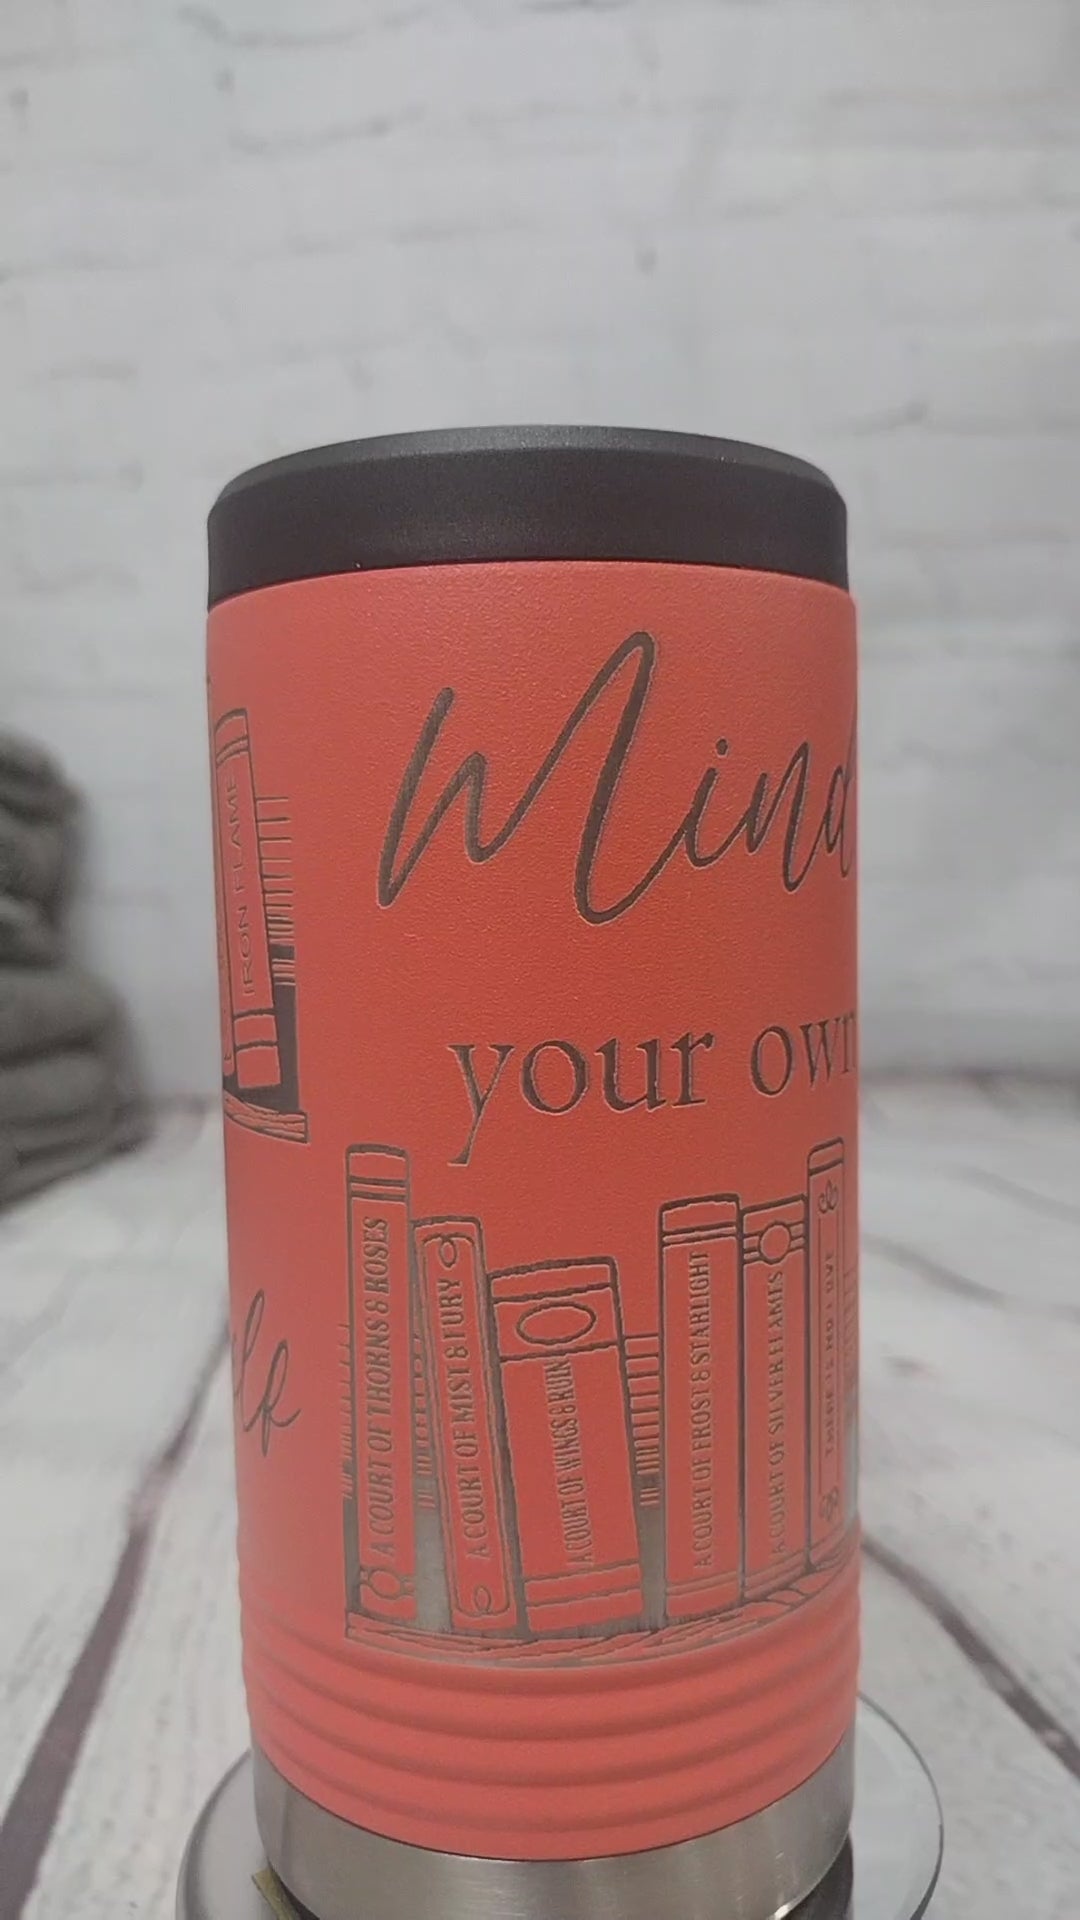 Mind
your own
IRON FLAME
A COURT OF THORNS & ROSES
A COURT OF MIST & FURY
A COURT OF WINGS & RUIN
A COURT OF FROST & STARLIGHT
A COURT OF SILVER FLAMES